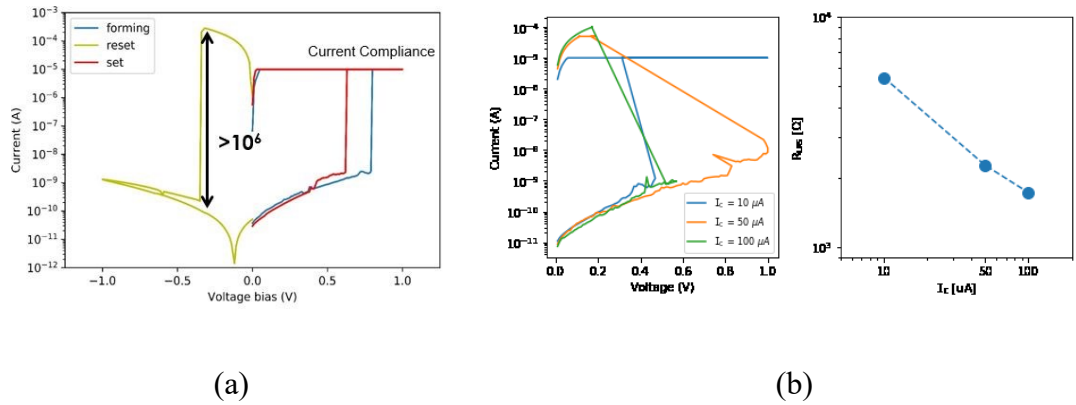 forming
reset
set
Current Compliance
>10⁶
10⁻³
10⁻⁴
10⁻⁵
10⁻⁶
10⁻⁷
10⁻⁸
10⁻⁹
10⁻¹⁰
10⁻¹¹
10⁻¹²
Current (A)
−1.0 −0.5 0.0 0.5 1.0
Voltage bias (V)
(a)
10⁻⁴
10⁻⁵
10⁻⁶
10⁻⁷
10⁻⁸
10⁻⁹
10⁻¹⁰
10⁻¹¹
Current (A)
I_c = 10 μA
I_c = 50 μA
I_c = 100 μA
0.0 0.2 0.4 0.6 0.8 1.0
Voltage (V)
10⁴
10³
R_LRS [Ω]
10 50 100
I_c [uA]
(b)